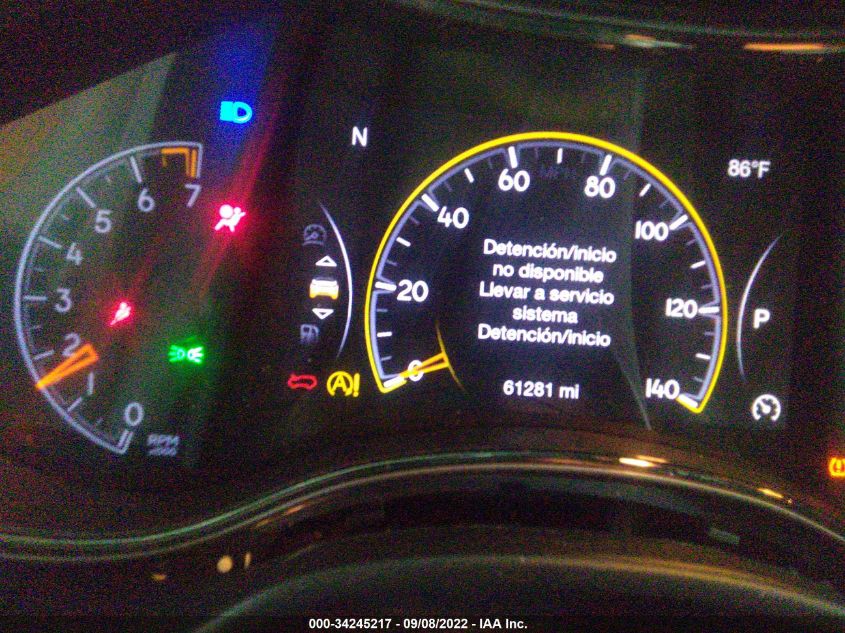 N
86°F
7
6
5
4
3
2
1
0
RPM
x1000
MPH
0
20
40
60
80
100
120
140
Detención/inicio
no disponible
Llevar a servicio
sistema
Detención/inicio
61281 mi
P
A!
000-34245217 - 09/08/2022 - IAA Inc.